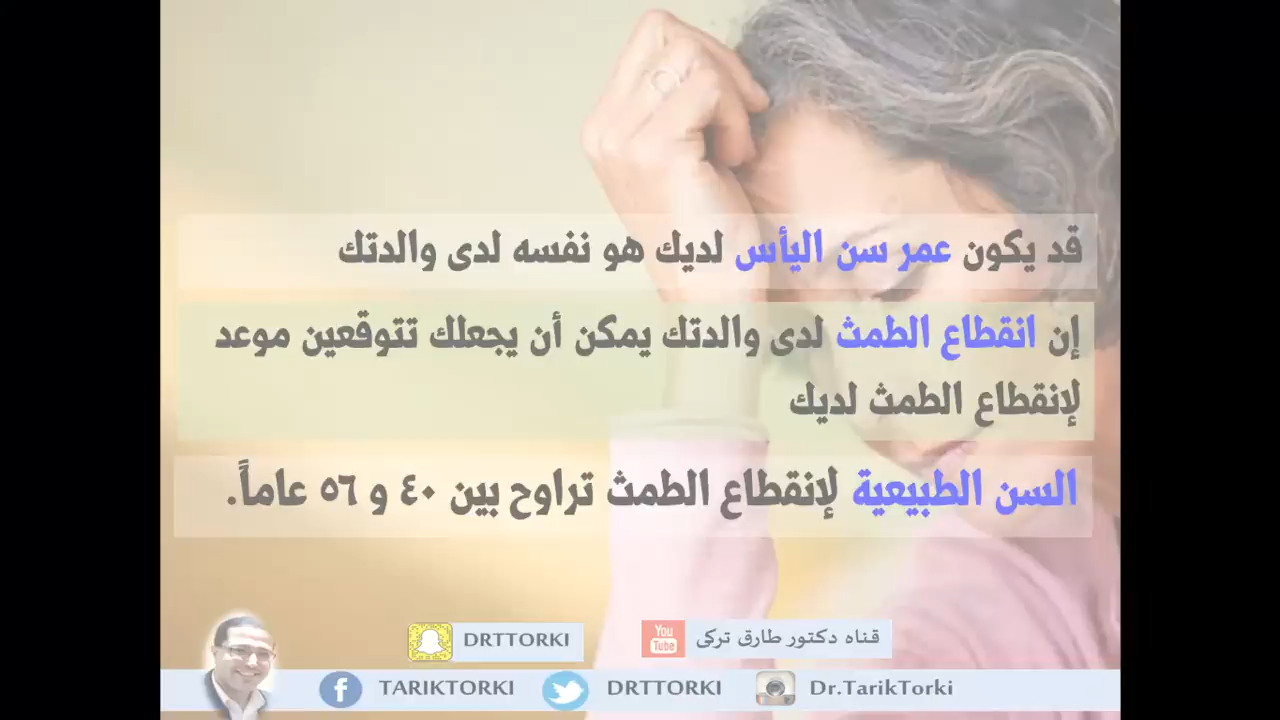 قد يكون عمر سن اليأس لديك هو نفسه لدى والدتك
إن انقطاع الطمث لدى والدتك يمكن أن يجعلك تتوقعين موعد
لإنقطاع الطمث لديك
السن الطبيعية لإنقطاع الطمث تراوح بين ٤٠ و ٥٦ عاماً.
DRTTORKI
You Tube قناه دكتور طارق تركى
TARIKTORKI DRTTORKI Dr.TarikTorki